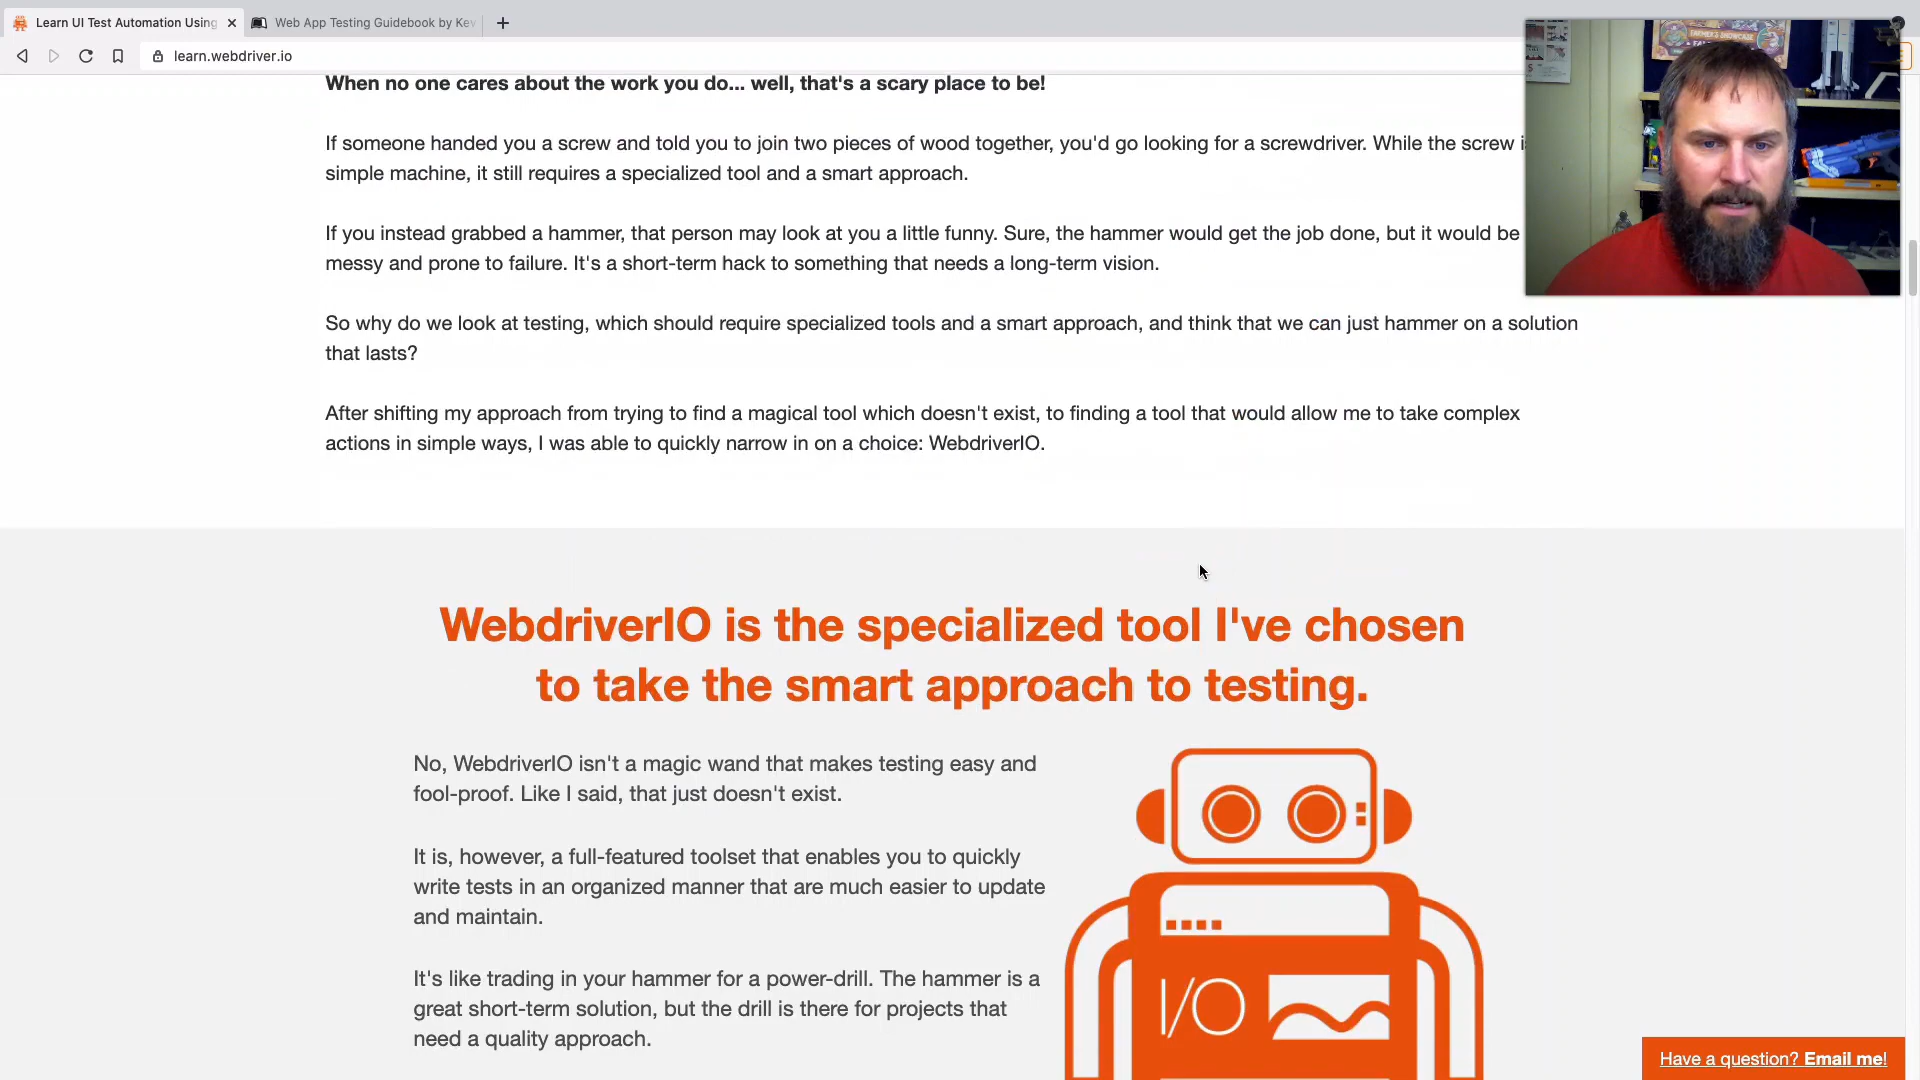 Learn UI Test Automation Using
Web App Testing Guidebook by Kev
learn.webdriver.io
When no one cares about the work you do... well, that's a scary place to be!
If someone handed you a screw and told you to join two pieces of wood together, you'd go looking for a screwdriver. While the screw i
simple machine, it still requires a specialized tool and a smart approach.
If you instead grabbed a hammer, that person may look at you a little funny. Sure, the hammer would get the job done, but it would be
messy and prone to failure. It's a short-term hack to something that needs a long-term vision.
So why do we look at testing, which should require specialized tools and a smart approach, and think that we can just hammer on a solution
that lasts?
After shifting my approach from trying to find a magical tool which doesn't exist, to finding a tool that would allow me to take complex
actions in simple ways, I was able to quickly narrow in on a choice: WebdriverIO.
WebdriverIO is the specialized tool I've chosen
to take the smart approach to testing.
No, WebdriverIO isn't a magic wand that makes testing easy and
fool-proof. Like I said, that just doesn't exist.
It is, however, a full-featured toolset that enables you to quickly
write tests in an organized manner that are much easier to update
and maintain.
It's like trading in your hammer for a power-drill. The hammer is a
great short-term solution, but the drill is there for projects that
need a quality approach.
I/O
Have a question? Email me!